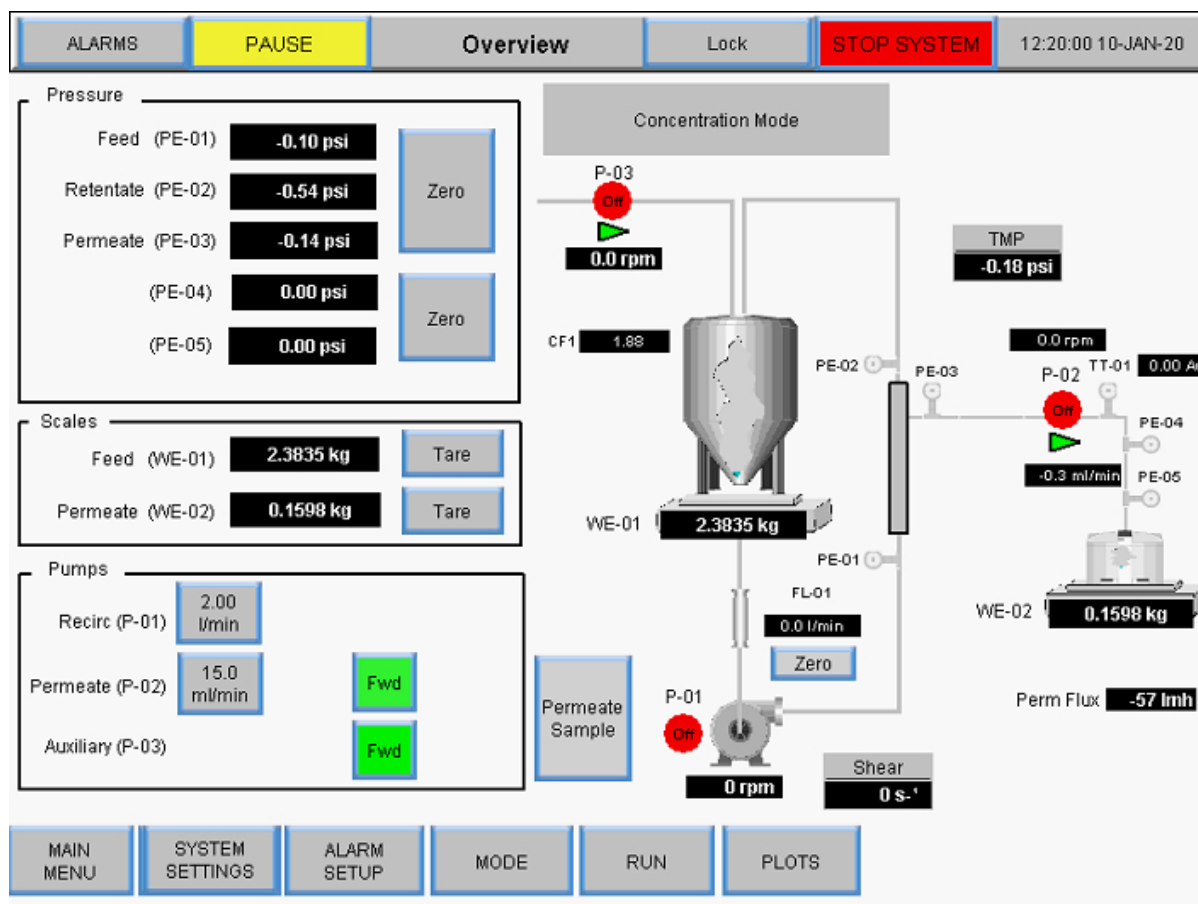 ALARMS
PAUSE
Overview
Lock
STOP SYSTEM
12:20:00 10-JAN-20
Pressure
Feed (PE-01) -0.10 psi
Retentate (PE-02) -0.54 psi
Zero
Permeate (PE-03) -0.14 psi
(PE-04) 0.00 psi
Zero
(PE-05) 0.00 psi
Scales
Feed (WE-01) 2.3835 kg Tare
Permeate (WE-02) 0.1598 kg Tare
Pumps
Recirc (P-01)
2.00
l/min
Permeate (P-02)
15.0
ml/min
Fwd
Auxiliary (P-03)
Fwd
Permeate
Sample
Concentration Mode
P-03
Off
0.0 rpm
TMP
-0.18 psi
CF1 1.88
PE-02
PE-03
0.0 rpm
P-02
Off
TT-01
0.00
PE-04
-0.3 ml/min
PE-05
WE-01
2.3835 kg
PE-01
FL-01
0.0 l/min
Zero
WE-02
0.1598 kg
P-01
Off
0 rpm
Perm Flux -57 lmh
Shear
0 s-¹
MAIN
MENU
SYSTEM
SETTINGS
ALARM
SETUP
MODE
RUN
PLOTS